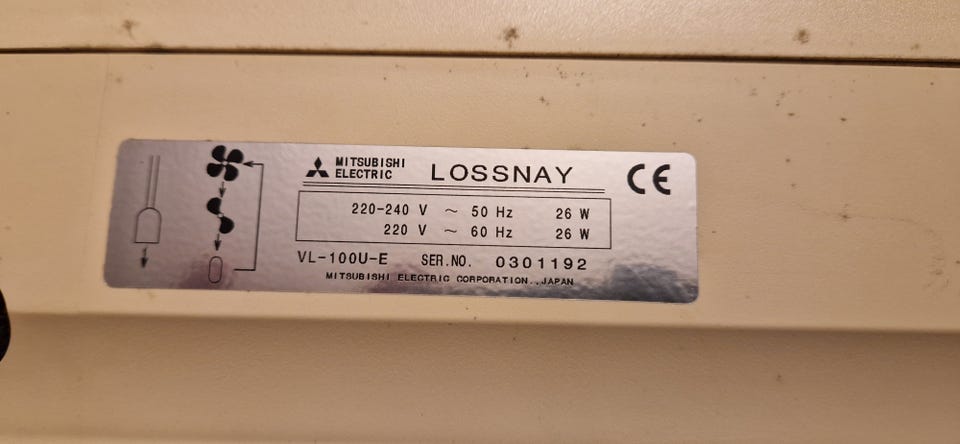 MITSUBISHI
ELECTRIC
LOSSNAY
CE
220-240 V ~ 50 Hz 26 W
220 V ~ 60 Hz 26 W
VL-100U-E SER.NO. 0301192
MITSUBISHI ELECTRIC CORPORATION.,JAPAN